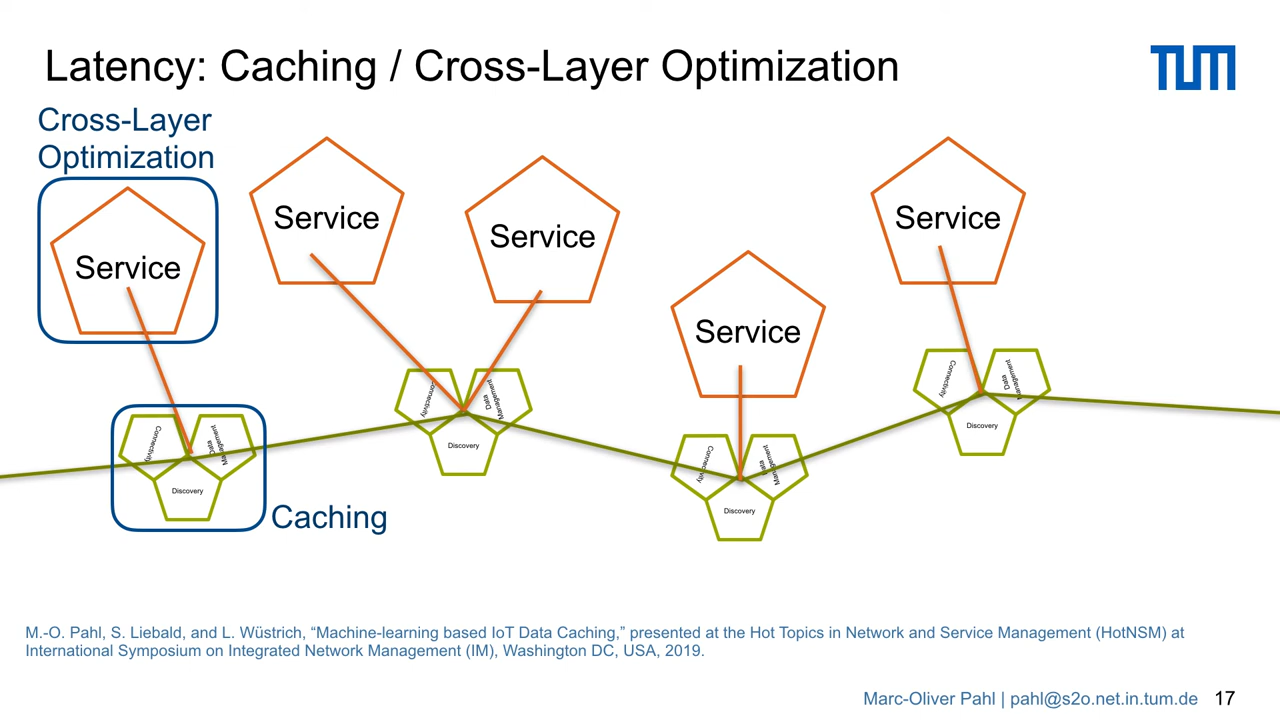 Latency: Caching / Cross-Layer Optimization
TUM
Cross-Layer
Optimization
Service
Service
Service
Service
Service
Connectivity
Data
Management
Discovery
Connectivity
Data
Management
Discovery
Connectivity
Data
Management
Discovery
Connectivity
Data
Management
Discovery
Caching
M.-O. Pahl, S. Liebald, and L. Wüstrich, “Machine-learning based IoT Data Caching,” presented at the Hot Topics in Network and Service Management (HotNSM) at
International Symposium on Integrated Network Management (IM), Washington DC, USA, 2019.
Marc-Oliver Pahl | pahl@s2o.net.in.tum.de 17